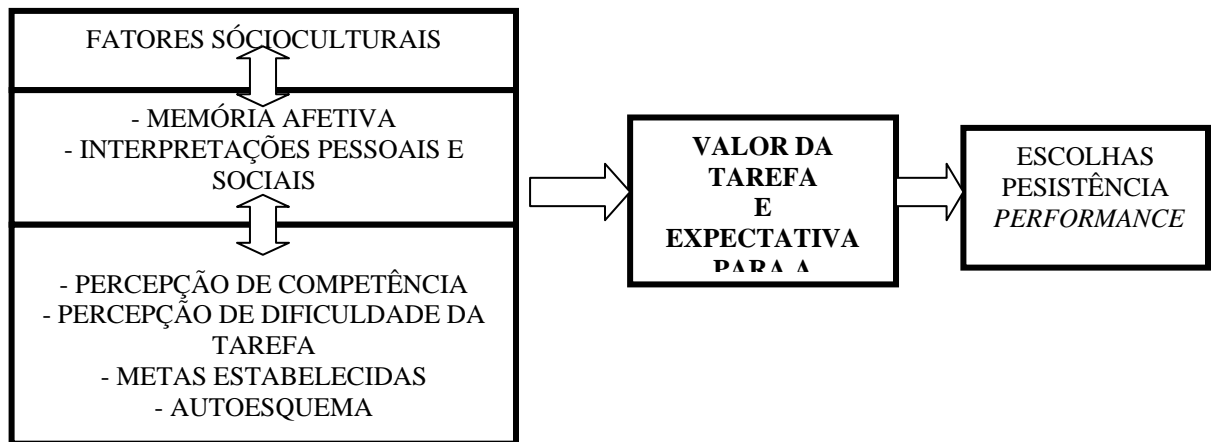 FATORES SÓCIOCULTURAIS
- MEMÓRIA AFETIVA
- INTERPRETAÇÕES PESSOAIS E
SOCIAIS
- PERCEPÇÃO DE COMPETÊNCIA
- PERCEPÇÃO DE DIFICULDADE DA
TAREFA
- METAS ESTABELECIDAS
- AUTOESQUEMA
VALOR DA
TAREFA
E
EXPECTATIVA
PARA A
ESCOLHAS
PESISTÊNCIA
PERFORMANCE